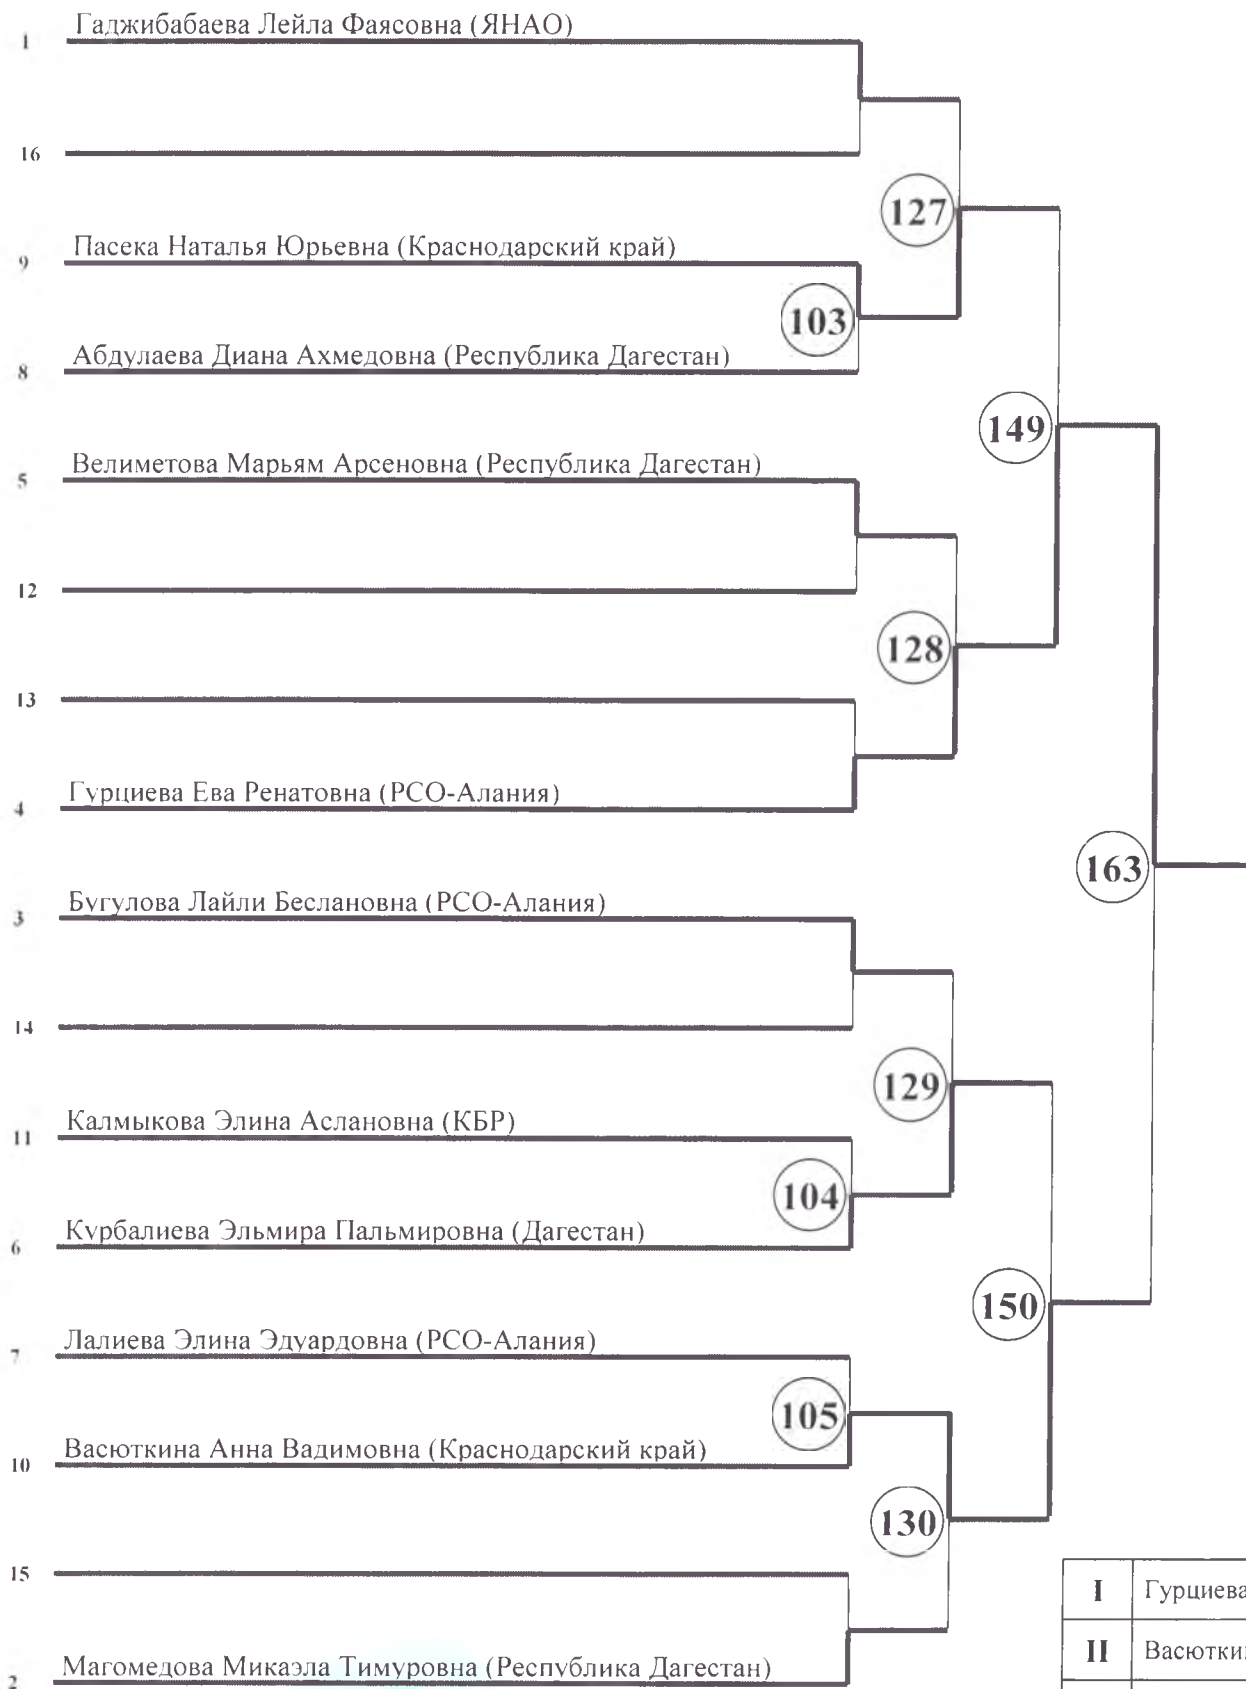 1 Гаджибабаева Лейла Фаясовна (ЯНАО)
16
127
9 Пасека Наталья Юрьевна (Краснодарский край)
103
8 Абдулаева Диана Ахмедовна (Республика Дагестан)
149
5 Велиметова Марьям Арсеновна (Республика Дагестан)
12
128
13
4 Гурциева Ева Ренатовна (РСО-Алания)
163
3 Бугулова Лайли Беслановна (РСО-Алания)
14
129
11 Калмыкова Элина Аслановна (КБР)
104
6 Курбалиева Эльмира Пальмировна (Дагестан)
150
7 Лалиева Элина Эдуардовна (РСО-Алания)
105
10 Васюткина Анна Вадимовна (Краснодарский край)
130
15
I Гурциева
II Васютки
2 Магомедова Микаэла Тимуровна (Республика Дагестан)